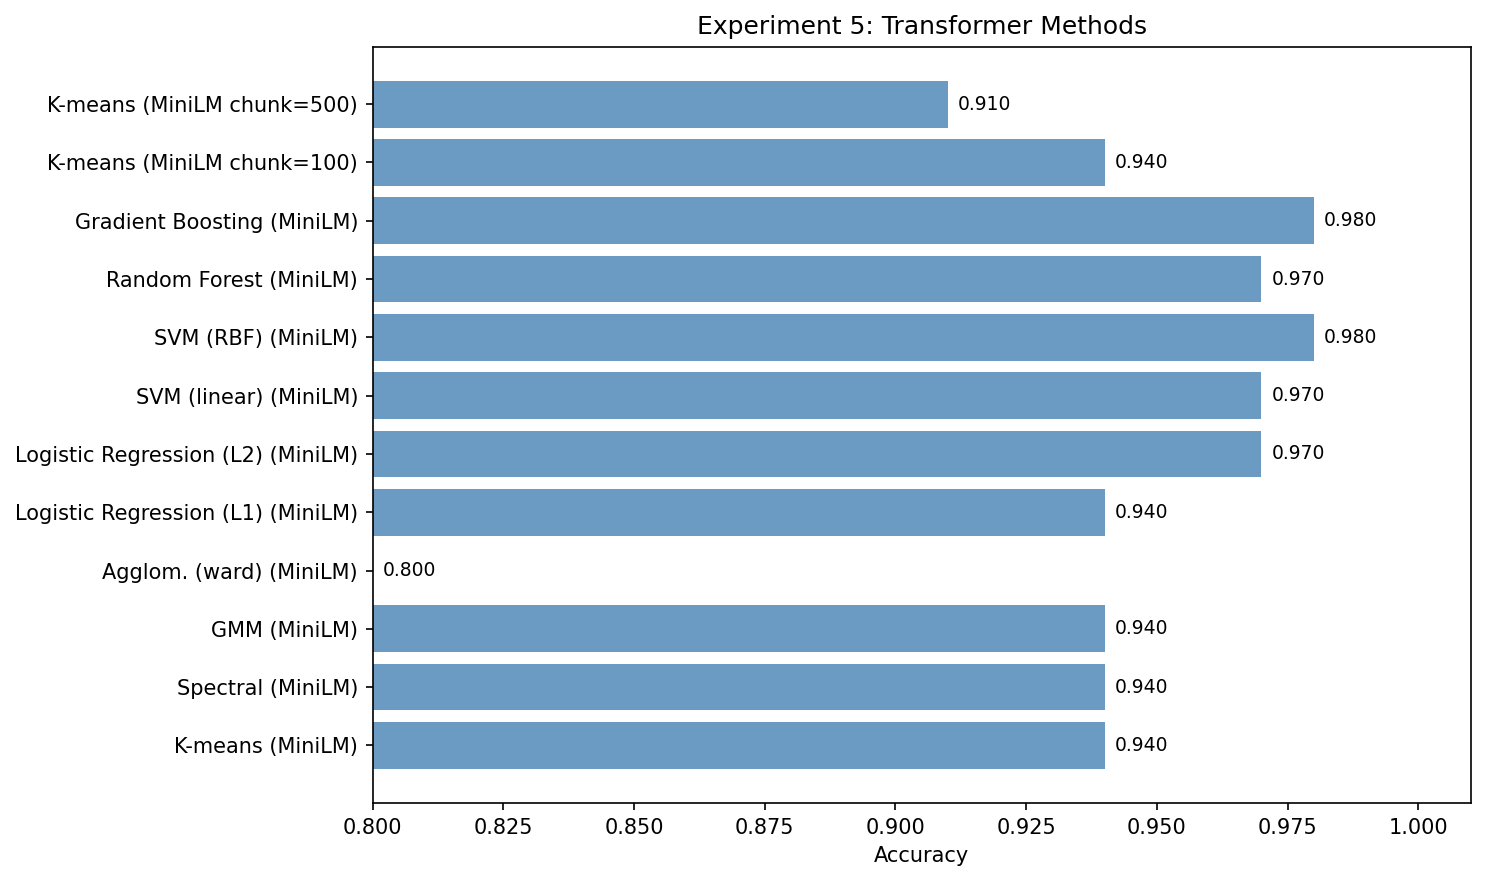 Experiment 5: Transformer Methods
K-means (MiniLM chunk=500) 0.910
K-means (MiniLM chunk=100) 0.940
Gradient Boosting (MiniLM) 0.980
Random Forest (MiniLM) 0.970
SVM (RBF) (MiniLM) 0.980
SVM (linear) (MiniLM) 0.970
Logistic Regression (L2) (MiniLM) 0.970
Logistic Regression (L1) (MiniLM) 0.940
Agglom. (ward) (MiniLM) 0.800
GMM (MiniLM) 0.940
Spectral (MiniLM) 0.940
K-means (MiniLM) 0.940
0.800 0.825 0.850 0.875 0.900 0.925 0.950 0.975 1.000
Accuracy